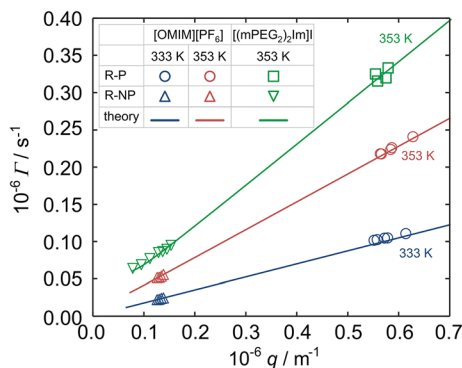 0.40
0.35
0.30
0.25
0.20
0.15
0.10
0.05
0.00
10⁻⁶ Γ / s⁻¹
[OMIM][PF₆] [(mPEG₂)₂Im]I
333 K 353 K 353 K
R-P
R-NP
theory
353 K
353 K
333 K
0.0 0.1 0.2 0.3 0.4 0.5 0.6 0.7
10⁻⁶ q / m⁻¹